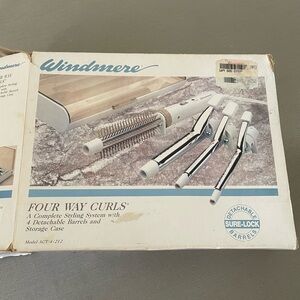 Windmere
FOUR WAY CURLS®
A Complete Styling System with
4 Detachable Barrels and
Storage Case
Model ACT-4-212
DETACHABLE
SURE-LOCK
BARRELS